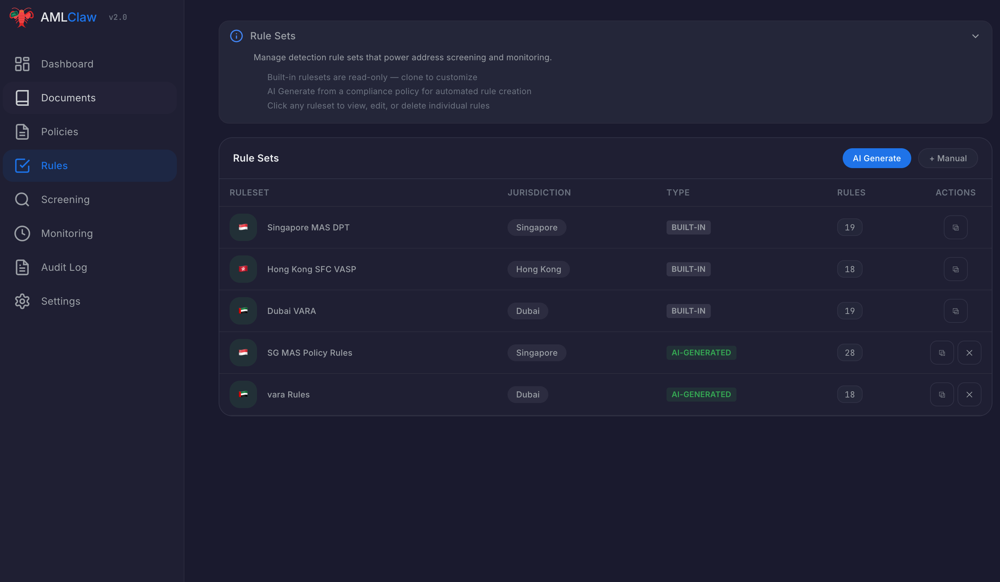 AMLClaw v2.0
Dashboard
Documents
Policies
Rules
Screening
Monitoring
Audit Log
Settings
Rule Sets
Manage detection rule sets that power address screening and monitoring.
Built-in rulesets are read-only — clone to customize
AI Generate from a compliance policy for automated rule creation
Click any ruleset to view, edit, or delete individual rules
Rule Sets AI Generate + Manual
RULESET JURISDICTION TYPE RULES ACTIONS
Singapore MAS DPT Singapore BUILT-IN 19
Hong Kong SFC VASP Hong Kong BUILT-IN 18
Dubai VARA Dubai BUILT-IN 19
SG MAS Policy Rules Singapore AI-GENERATED 28
vara Rules Dubai AI-GENERATED 18